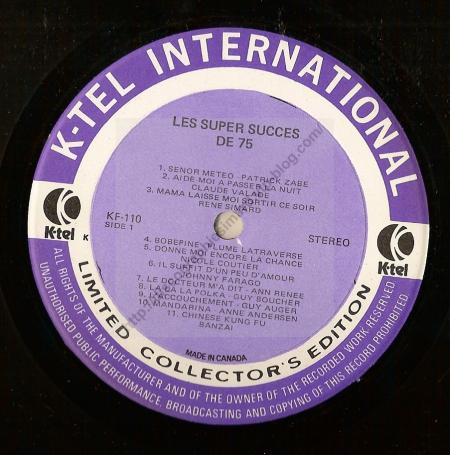 K-TEL INTERNATIONAL
LES SUPER SUCCES
DE 75
1. SENOR METEO - PATRICK ZABE
2. AIDE MOI A PASSER LA NUIT
CLAUDE VALADE
3. MAMA LAISSE MOI SORTIR CE SOIR
RENE SIMARD
KF-110
SIDE 1
STEREO
K-tel
K
K-tel
4. BOBEPINE - PLUME LATRAVERSE
5. DONNE MOI ENCORE LA CHANCE
NICOLE COUTIER
6. IL SUFFIT D'UN PEU D'AMOUR
JOHNNY FARAGO
7. LE DOCTEUR M'A DIT - ANN RENEE
8. LA LA LA POLKA - GUY BOUCHER
9. L'ACCOUCHEMENT - GUY AUGER
10. MANDARINA - ANNE ANDERSEN
11. CHINESE KUNG FU
BANZAI
MADE IN CANADA
LIMITED COLLECTOR'S EDITION
ALL RIGHTS OF THE MANUFACTURER AND OF THE OWNER OF THE RECORDED WORK RESERVED
UNAUTHORISED PUBLIC PERFORMANCE, BROADCASTING AND COPYING OF THIS RECORD PROHIBITED